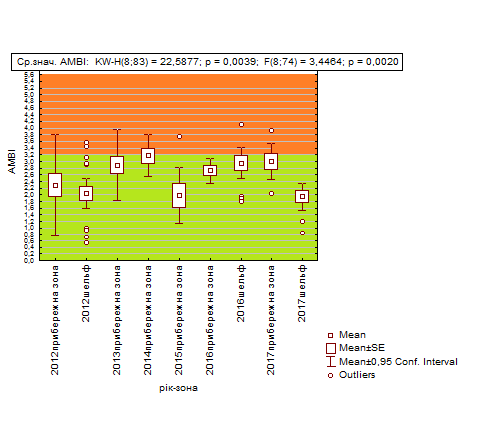 Ср.знач. AMBI: KW-H(8;83) = 22,5877; p = 0,0039; F(8;74) = 3,4464; p = 0,0020
5,6
5,4
5,2
5,0
4,8
4,6
4,4
4,2
4,0
3,8
3,6
3,4
3,2
3,0
2,8
2,6
2,4
2,2
2,0
1,8
1,6
1,4
1,2
1,0
0,8
0,6
0,4
0,2
0,0
AMBI
2012прибережна зона
2012шельф
2013прибережна зона
2014прибережна зона
2015прибережна зона
2016прибережна зона
2016шельф
2017прибережна зона
2017шельф
рік-зона
Mean
Mean±SE
Mean±0,95 Conf. Interval
Outliers